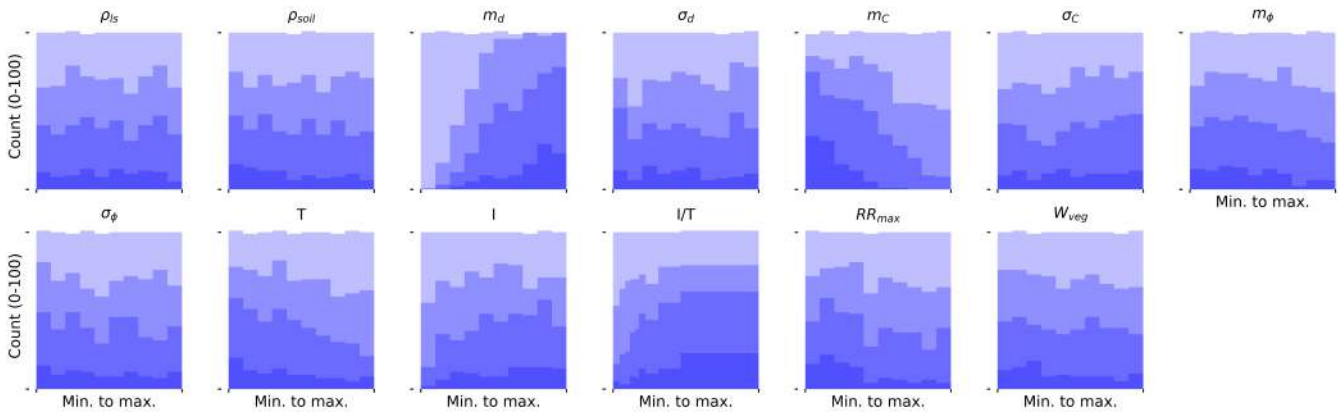 ρ_ls ρ_soil m_d σ_d m_C σ_C m_ϕ
Count (0-100)
Min. to max.
σ_ϕ T I I/T RR_max W_veg
Count (0-100)
Min. to max. Min. to max. Min. to max. Min. to max. Min. to max. Min. to max.